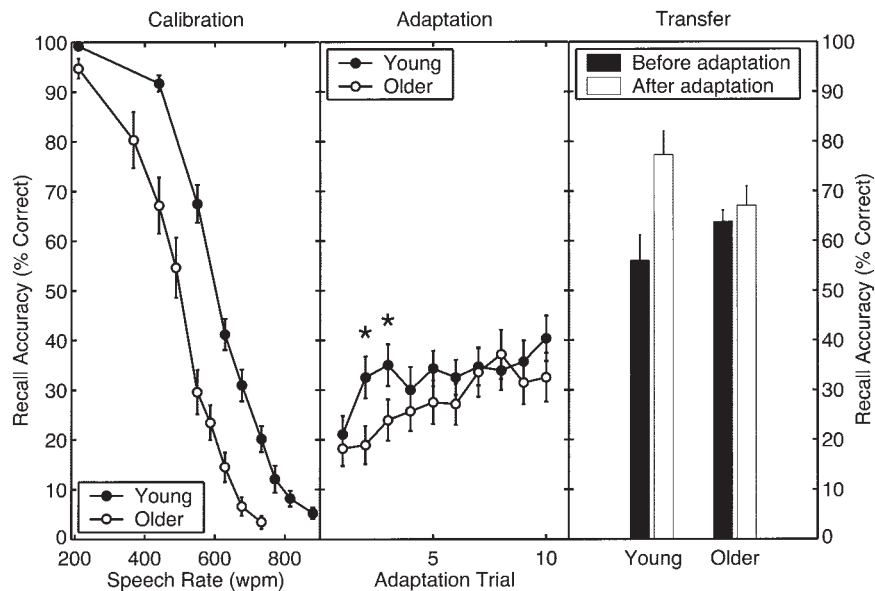 Calibration
Adaptation
Transfer
Recall Accuracy (% Correct)
100
90
80
70
60
50
40
30
20
10
0
Young
Older
200
400
600
800
Speech Rate (wpm)
Young
Older
* *
5
10
Adaptation Trial
Before adaptation
After adaptation
Young
Older
100
90
80
70
60
50
40
30
20
10
0
Recall Accuracy (% Correct)